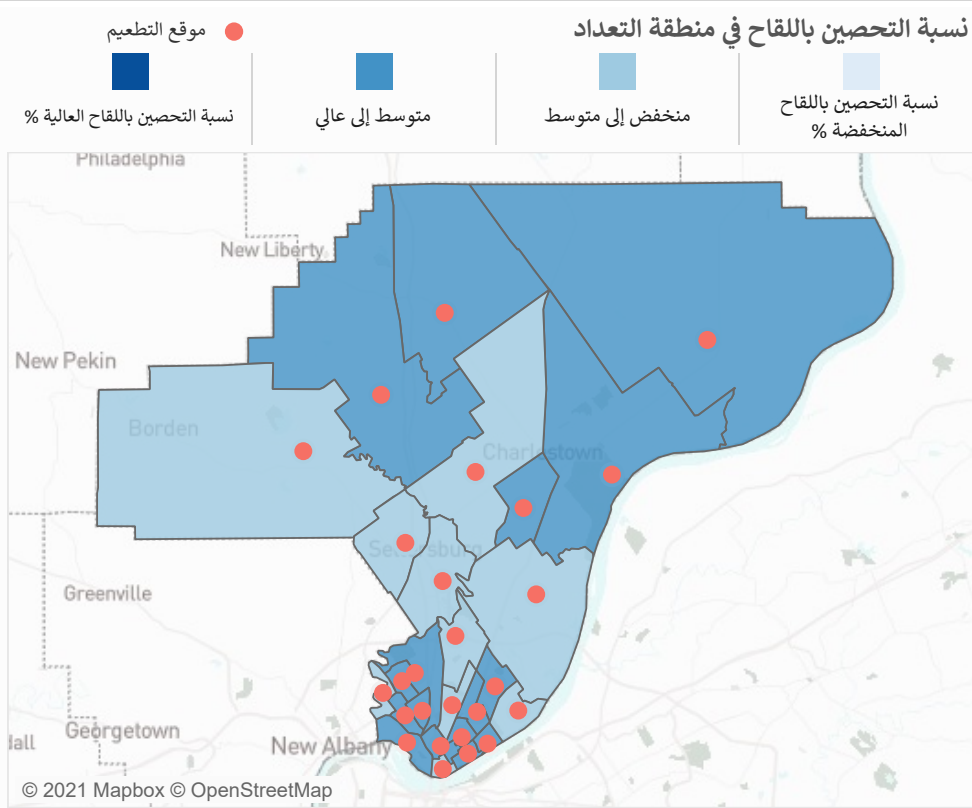 نسبة التحصين باللقاح في منطقة التعداد
موقع التطعيم
نسبة التحصين باللقاح
المنخفضة %
منخفض إلى متوسط
متوسط إلى عالي
نسبة التحصين باللقاح العالية %
Philadelphia
New Liberty
New Pekin
Borden
Charlestown
Sellersburg
Greenville
Georgetown
New Albany
© 2021 Mapbox © OpenStreetMap